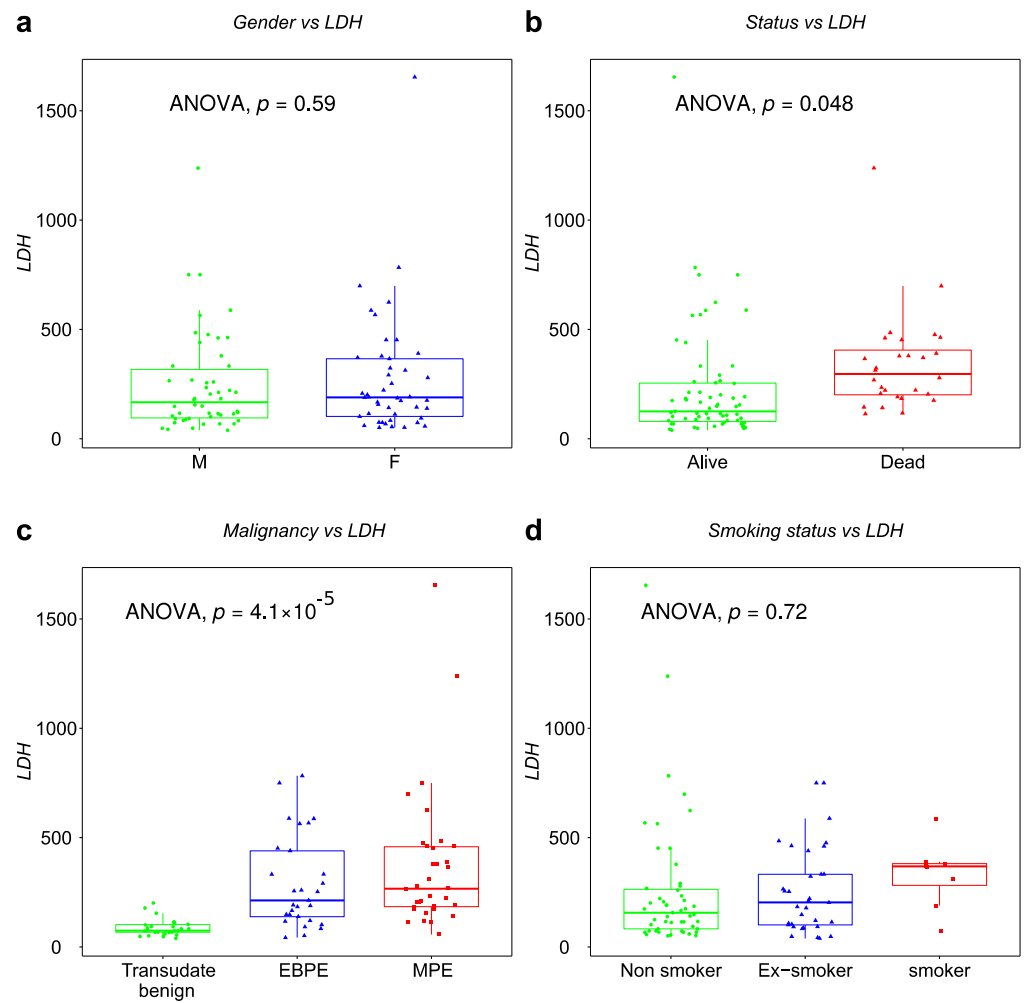 a
Gender vs LDH
ANOVA, p = 0.59
1500
1000
500
0
LDH
M
F
b
Status vs LDH
ANOVA, p = 0.048
1500
1000
500
0
LDH
Alive
Dead
c
Malignancy vs LDH
ANOVA, p = 4.1×10⁻⁵
1500
1000
500
0
LDH
Transudate
benign
EBPE
MPE
d
Smoking status vs LDH
ANOVA, p = 0.72
1500
1000
500
0
LDH
Non smoker
Ex−smoker
smoker